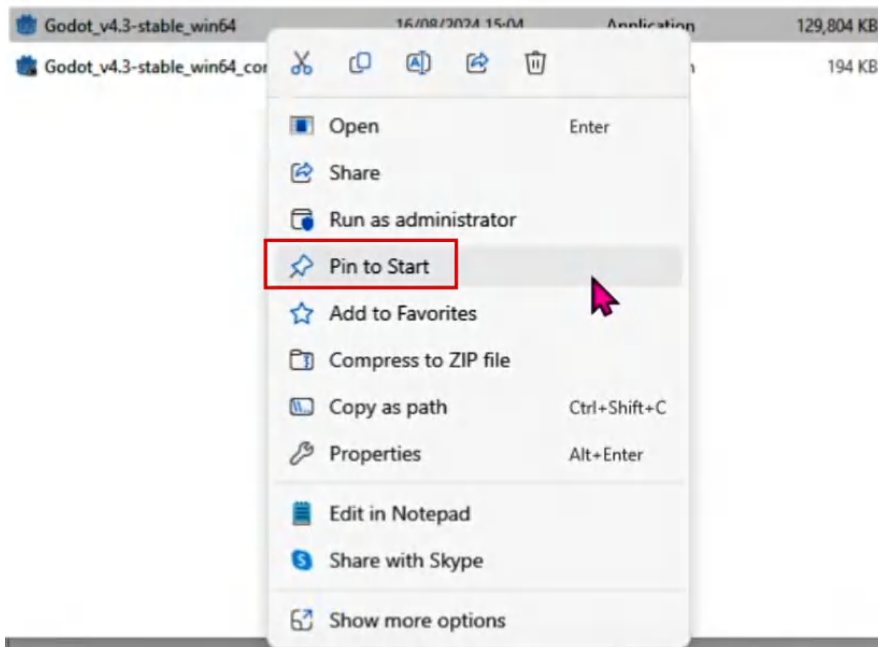 Godot_v4.3-stable_win64 16/08/2024 15:04 Application 129,804 KB
Godot_v4.3-stable_win64_con 194 KB
Open Enter
Share
Run as administrator
Pin to Start
Add to Favorites
Compress to ZIP file
Copy as path Ctrl+Shift+C
Properties Alt+Enter
Edit in Notepad
Share with Skype
Show more options